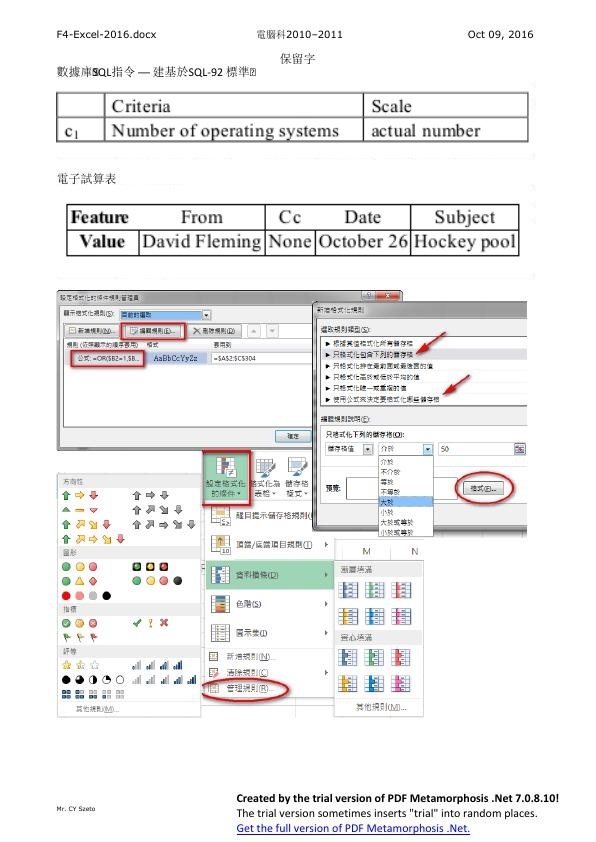 F4-Excel-2016.docx 電腦科2010–2011 Oct 09, 2016
保留字
數據庫SQL指令 — 建基於SQL-92 標準
Criteria Scale
c1 Number of operating systems actual number
電子試算表
Feature From Cc Date Subject
Value David Fleming None October 26 Hockey pool
設定格式化的條件規則管理員
顯示格式化規則(S): 目前的選取
新增規則(N)... 編輯規則(E)... 刪除規則(D)
規則 (依照顯示的順序套用) 格式 套用到
公式: =OR($B2=1,$B... AaBbCcYyZz =$A$2:$C$304
確定
新增格式化規則
選取規則類型(S):
► 根據其值格式化所有儲存格
► 只格式化包含下列的儲存格
► 只格式化排在最前面或最後面的值
► 只格式化高於或低於平均的值
► 只格式化唯一或重複的值
► 使用公式來決定要格式化哪些儲存格
編輯規則說明(E):
只格式化下列的儲存格(O):
儲存格值 介於 50
介於
不介於
等於
不等於
大於
小於
大於或等於
小於或等於
預覽: 格式(F)...
設定格式化的條件 格式化為表格 儲存格樣式
醒目提示儲存格規則(H)
頂端/底端項目規則(T)
資料橫條(D)
色階(S)
圖示集(I)
新增規則(N)...
清除規則(C)
管理規則(R)...
方向性
圖形
指標
評等
其他規則(M)...
M N
漸層填滿
實心填滿
其他規則(M)...
Mr. CY Szeto
Created by the trial version of PDF Metamorphosis .Net 7.0.8.10!
The trial version sometimes inserts "trial" into random places.
Get the full version of PDF Metamorphosis .Net.